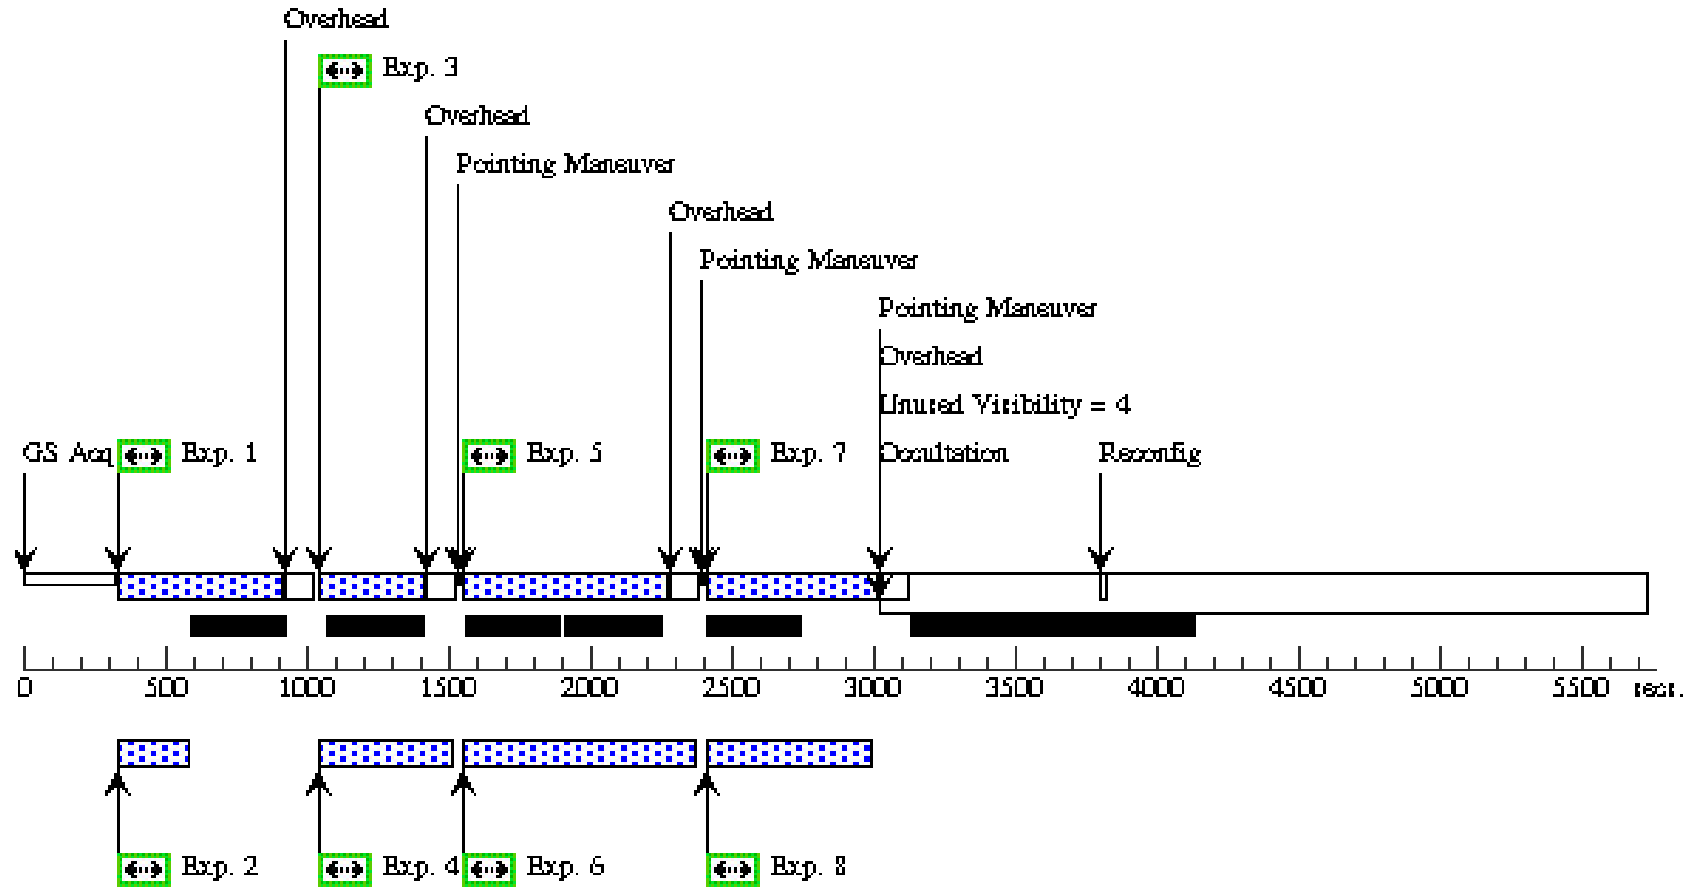 Overhead
Exp. 3
Overhead
Pointing Maneuver
Overhead
Pointing Maneuver
Pointing Maneuver
Overhead
Unused Visibility = 4
GS Acq
Exp. 1
Exp. 5
Exp. 7
Occultation
Reconfig
0 500 1000 1500 2000 2500 3000 3500 4000 4500 5000 5500 secs.
Exp. 2
Exp. 4
Exp. 6
Exp. 8